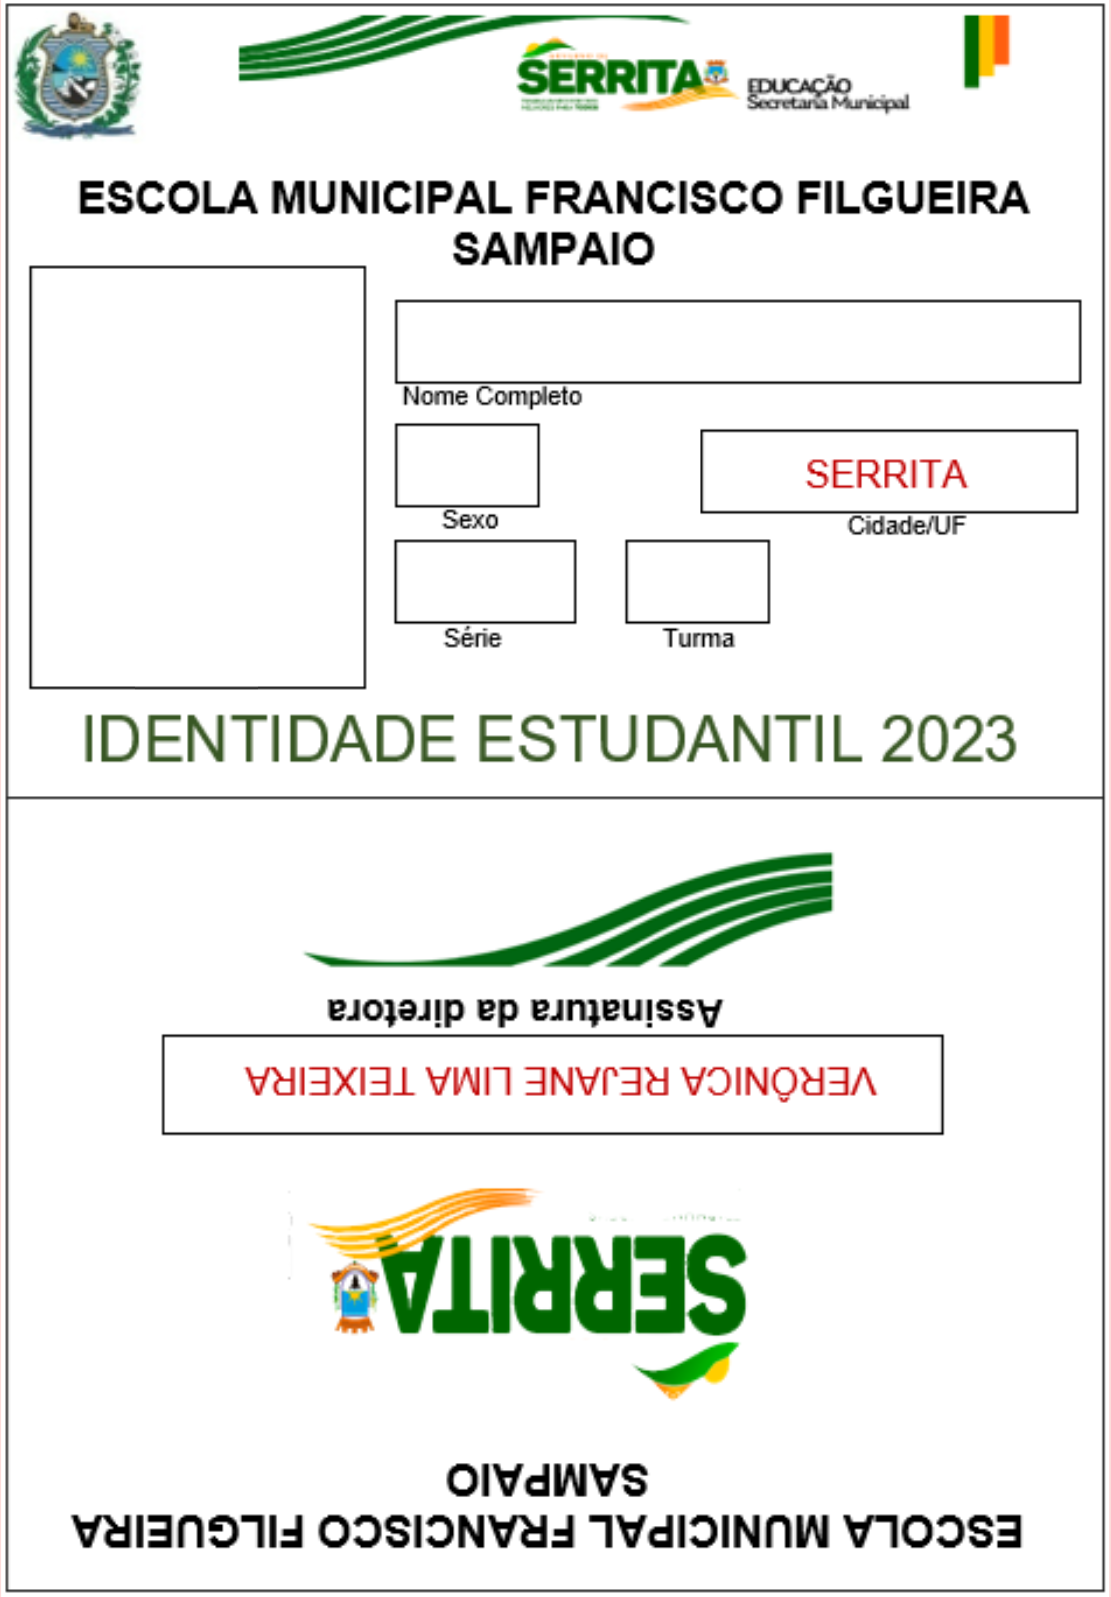 SERRITA
EDUCAÇÃO
Secretaria Municipal
ESCOLA MUNICIPAL FRANCISCO FILGUEIRA
SAMPAIO
Nome Completo
SERRITA
Sexo
Cidade/UF
Série
Turma
IDENTIDADE ESTUDANTIL 2023
ESCOLA MUNICIPAL FRANCISCO FILGUEIRA
SAMPAIO
SERRITA
VERÔNICA REJANE LIMA TEIXEIRA
Assinatura da diretora